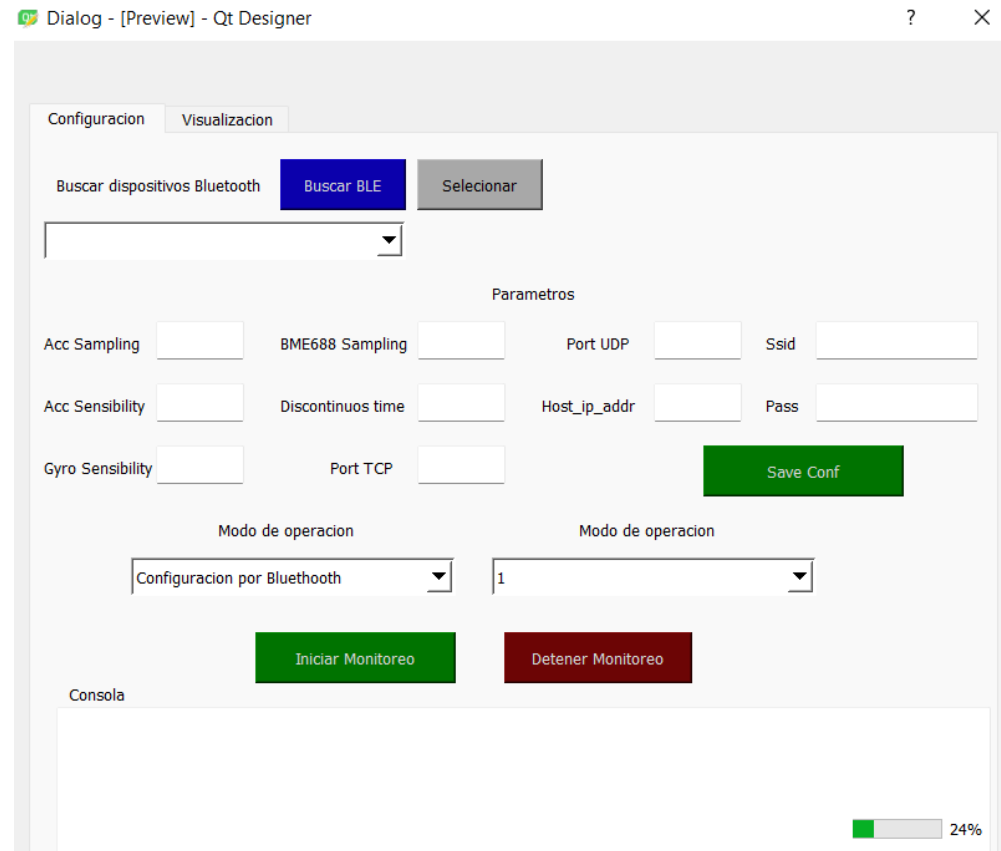 Dialog - [Preview] - Qt Designer ?
Configuracion Visualizacion
Buscar dispositivos Bluetooth Buscar BLE Selecionar
Parametros
Acc Sampling BME688 Sampling Port UDP Ssid
Acc Sensibility Discontinuos time Host_ip_addr Pass
Gyro Sensibility Port TCP Save Conf
Modo de operacion Modo de operacion
Configuracion por Bluethooth 1
Iniciar Monitoreo Detener Monitoreo
Consola
24%